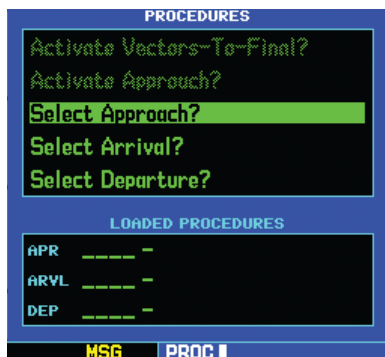 PROCEDURES
Activate Vectors-To-Final?
Activate Approach?
Select Approach?
Select Arrival?
Select Departure?
LOADED PROCEDURES
APR ____-
ARVL ____-
DEP ____-
MSG PROC